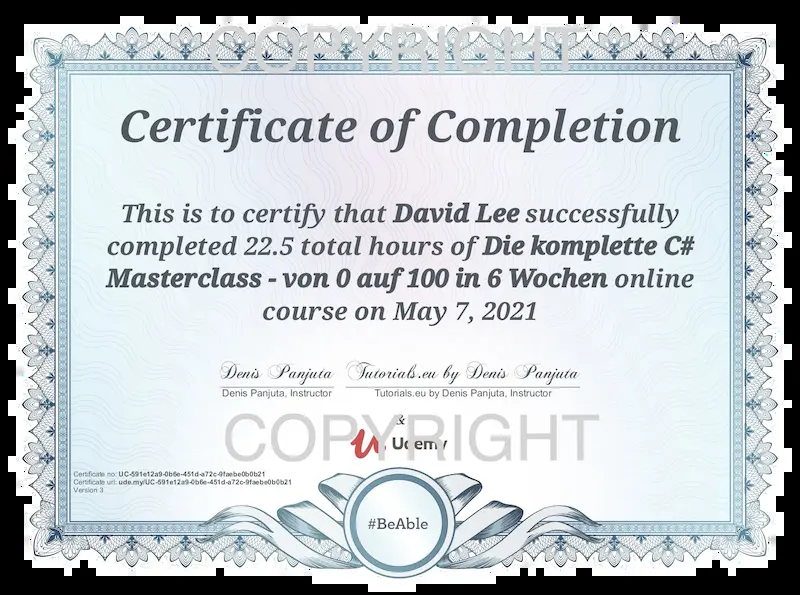 COPYRIGHT
Certificate of Completion
This is to certify that David Lee successfully
completed 22.5 total hours of Die komplette C#
Masterclass - von 0 auf 100 in 6 Wochen online
course on May 7, 2021
Denis Panjuta Tutorials.eu by Denis Panjuta
Denis Panjuta, Instructor Tutorials.eu by Denis Panjuta, Instructor
&
COPYRIGHT
Udemy
Certificate no: UC-591e12a9-0b6e-451d-a72c-9faebe0b0b21
Certificate url: ude.my/UC-591e12a9-0b6e-451d-a72c-9faebe0b0b21
Version 3
#BeAble